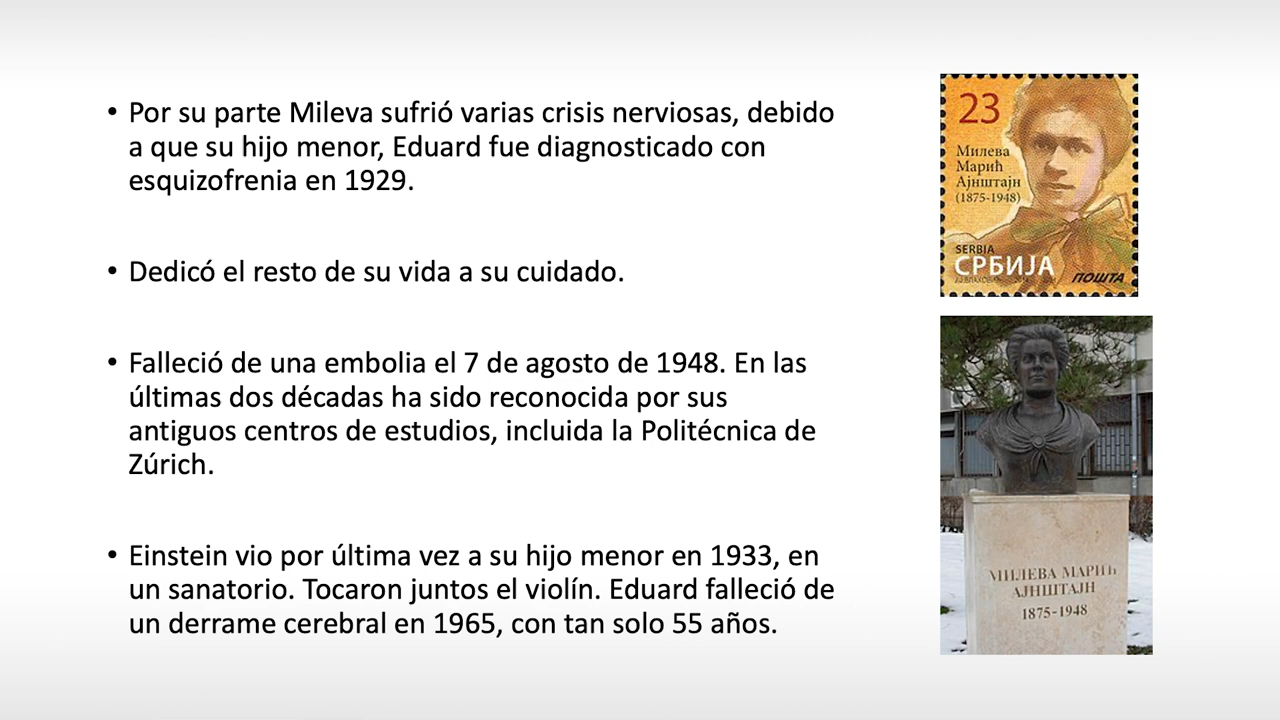 • Por su parte Mileva sufrió varias crisis nerviosas, debido
a que su hijo menor, Eduard fue diagnosticado con
esquizofrenia en 1929.
• Dedicó el resto de su vida a su cuidado.
• Falleció de una embolia el 7 de agosto de 1948. En las
últimas dos décadas ha sido reconocida por sus
antiguos centros de estudios, incluida la Politécnica de
Zúrich.
• Einstein vio por última vez a su hijo menor en 1933, en
un sanatorio. Tocaron juntos el violín. Eduard falleció de
un derrame cerebral en 1965, con tan solo 55 años.
23
Милева
Марић
Ајнштајн
(1875-1948)
SERBIA
СРБИЈА
ПОШТА
МИЛЕВА МАРИЋ
АЈНШТАЈН
1875-1948